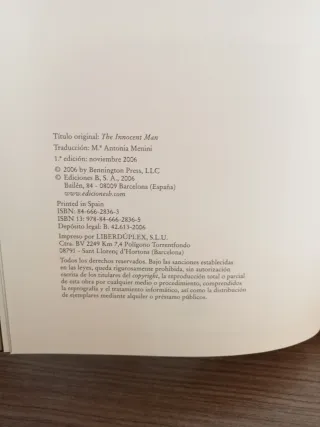 Título original: The Innocent Man
Traducción: M.ª Antonia Menini
1.ª edición: noviembre 2006
© 2006 by Bennington Press, LLC
© Ediciones B, S. A., 2006
Bailén, 84 - 08009 Barcelona (España)
www.edicionesb.com
Printed in Spain
ISBN: 84-666-2836-3
ISBN 13: 978-84-666-2836-5
Depósito legal: B. 42.613-2006
Impreso por LIBERDÚPLEX, S.L.U.
Ctra. BV 2249 Km 7,4 Polígono Torrentfondo
08791 - Sant Llorenç d'Hortons (Barcelona)
Todos los derechos reservados. Bajo las sanciones establecidas
en las leyes, queda rigurosamente prohibida, sin autorización
escrita de los titulares del copyright, la reproducción total o parcial
de esta obra por cualquier medio o procedimiento, comprendidos
la reprografía y el tratamiento informático, así como la distribución
de ejemplares mediante alquiler o préstamo públicos.